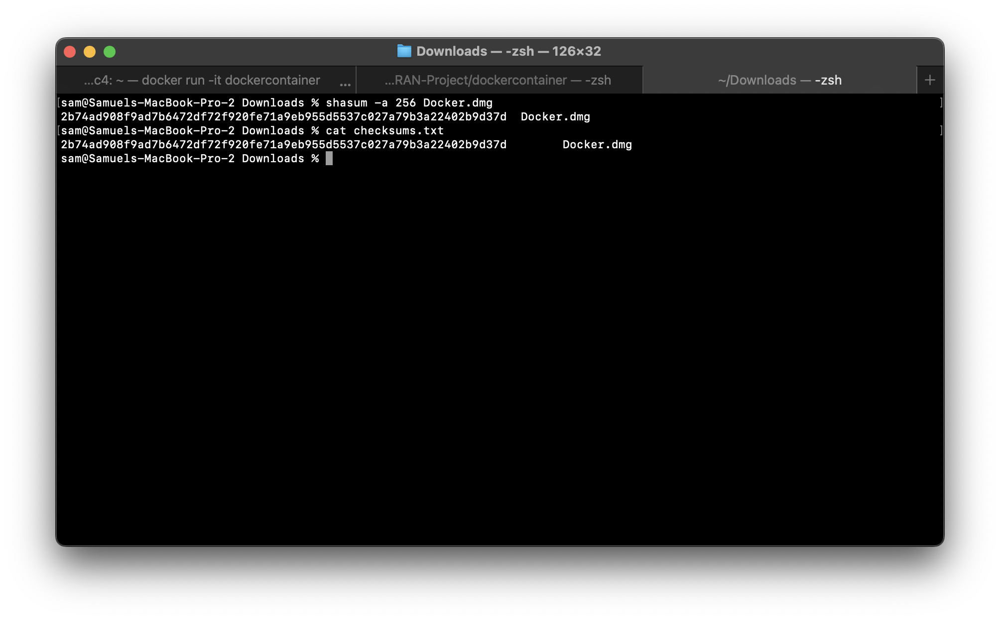 Downloads — -zsh — 126×32
...c4: ~ — docker run -it dockercontainer ...
...RAN-Project/dockercontainer — -zsh
~/Downloads — -zsh
+
[sam@Samuels-MacBook-Pro-2 Downloads % shasum -a 256 Docker.dmg ]
2b74ad908f9ad7b6472df72f920fe71a9eb955d5537c027a79b3a22402b9d37d  Docker.dmg
[sam@Samuels-MacBook-Pro-2 Downloads % cat checksums.txt ]
2b74ad908f9ad7b6472df72f920fe71a9eb955d5537c027a79b3a22402b9d37d        Docker.dmg
sam@Samuels-MacBook-Pro-2 Downloads %